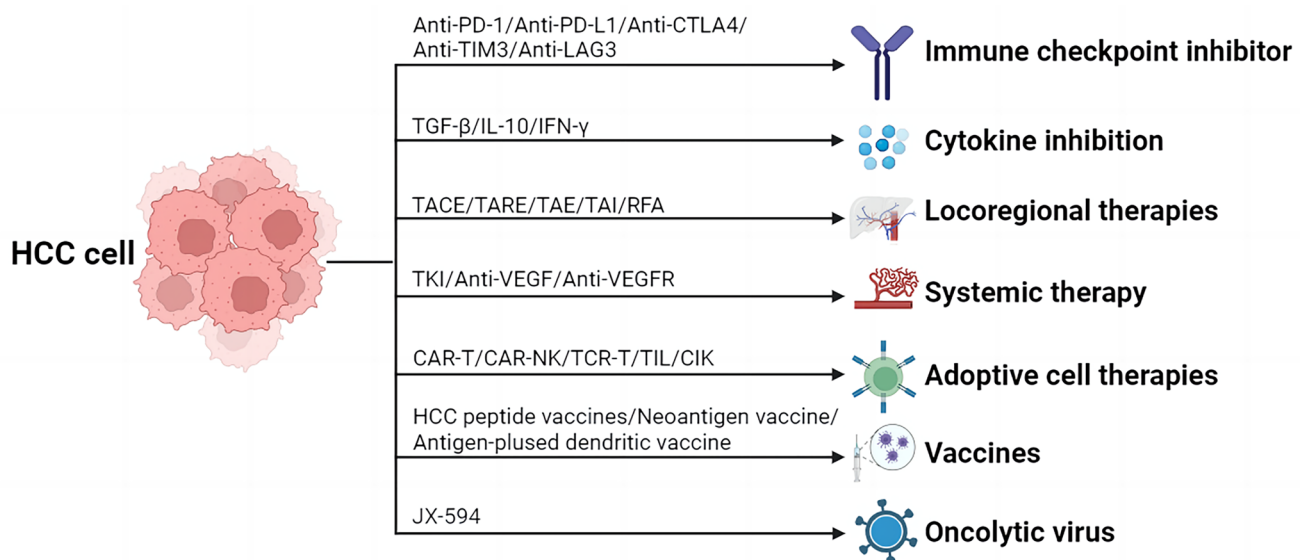 Anti-PD-1/Anti-PD-L1/Anti-CTLA4/
Anti-TIM3/Anti-LAG3
Immune checkpoint inhibitor
TGF-β/IL-10/IFN-γ
Cytokine inhibition
TACE/TARE/TAE/TAI/RFA
Locoregional therapies
HCC cell
TKI/Anti-VEGF/Anti-VEGFR
Systemic therapy
CAR-T/CAR-NK/TCR-T/TIL/CIK
Adoptive cell therapies
HCC peptide vaccines/Neoantigen vaccine/
Antigen-plused dendritic vaccine
Vaccines
JX-594
Oncolytic virus